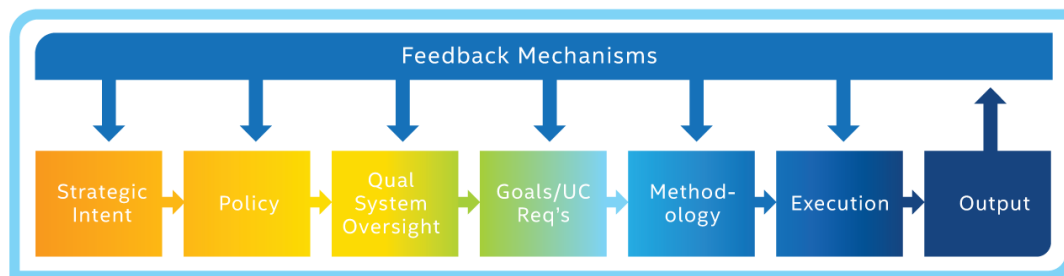 Feedback Mechanisms
Strategic
Intent
Policy
Qual
System
Oversight
Goals/UC
Req's
Method-
ology
Execution
Output